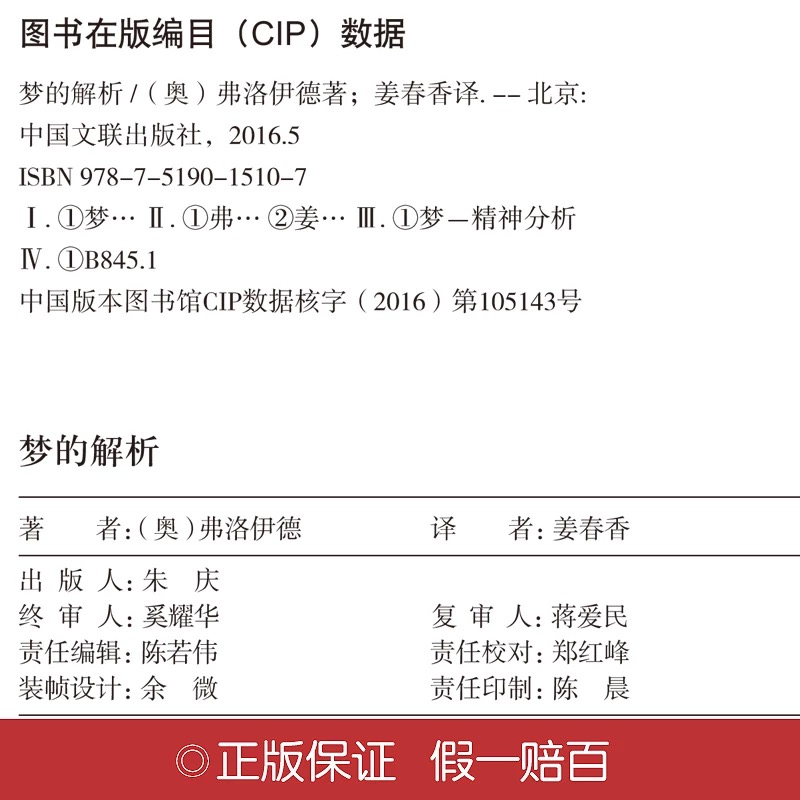 图书在版编目（CIP）数据
梦的解析 /（奥）弗洛伊德著；姜春香译. -- 北京:
中国文联出版社，2016.5
ISBN 978-7-5190-1510-7
Ⅰ. ①梦… Ⅱ. ①弗… ②姜… Ⅲ. ①梦—精神分析
Ⅳ. ①B845.1
中国版本图书馆CIP数据核字（2016）第105143号
梦的解析
著 者:（奥）弗洛伊德 译 者: 姜春香
出 版 人: 朱 庆
终 审 人: 奚耀华 复 审 人: 蒋爱民
责任编辑: 陈若伟 责任校对: 郑红峰
装帧设计: 余 微 责任印制: 陈 晨
◎正版保证 假一赔百